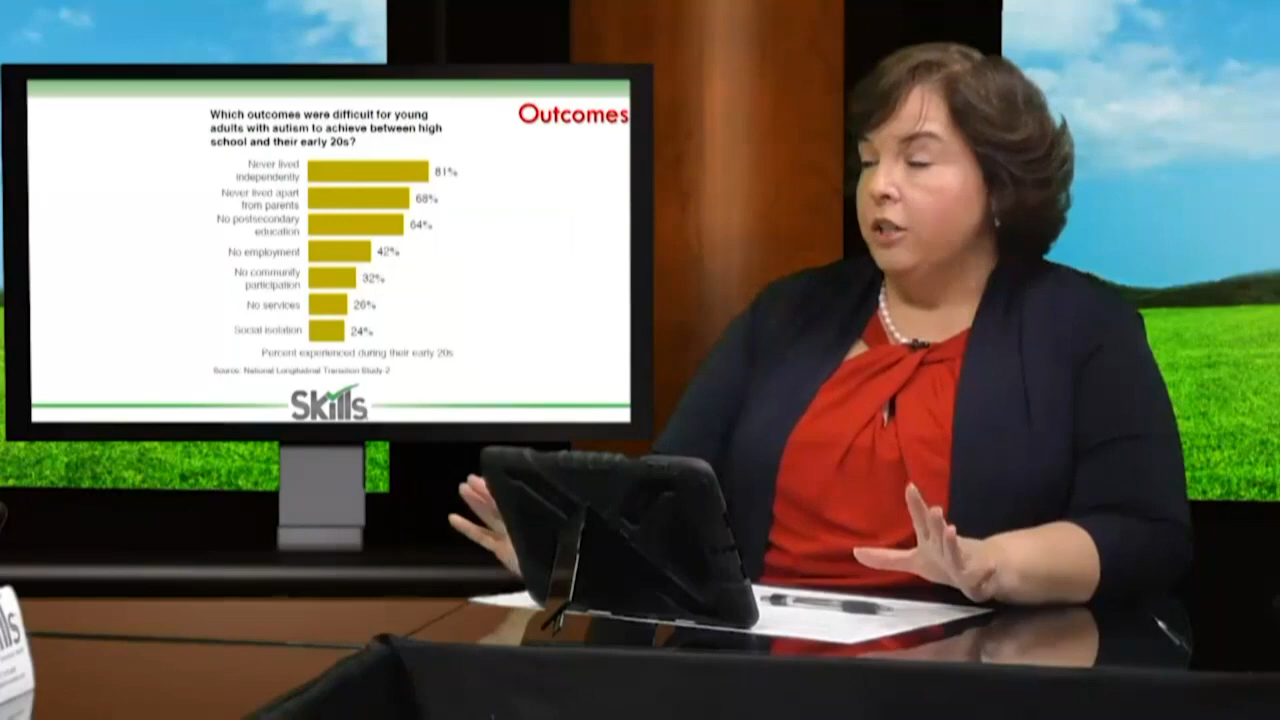 Outcomes
Which outcomes were difficult for young
adults with autism to achieve between high
school and their early 20s?
Never lived
independently
81%
Never lived apart
from parents
68%
No postsecondary
education
64%
No employment
42%
No community
participation
32%
No services
26%
Social isolation
24%
Percent experienced during their early 20s
Source: National Longitudinal Transition Study-2
Skills